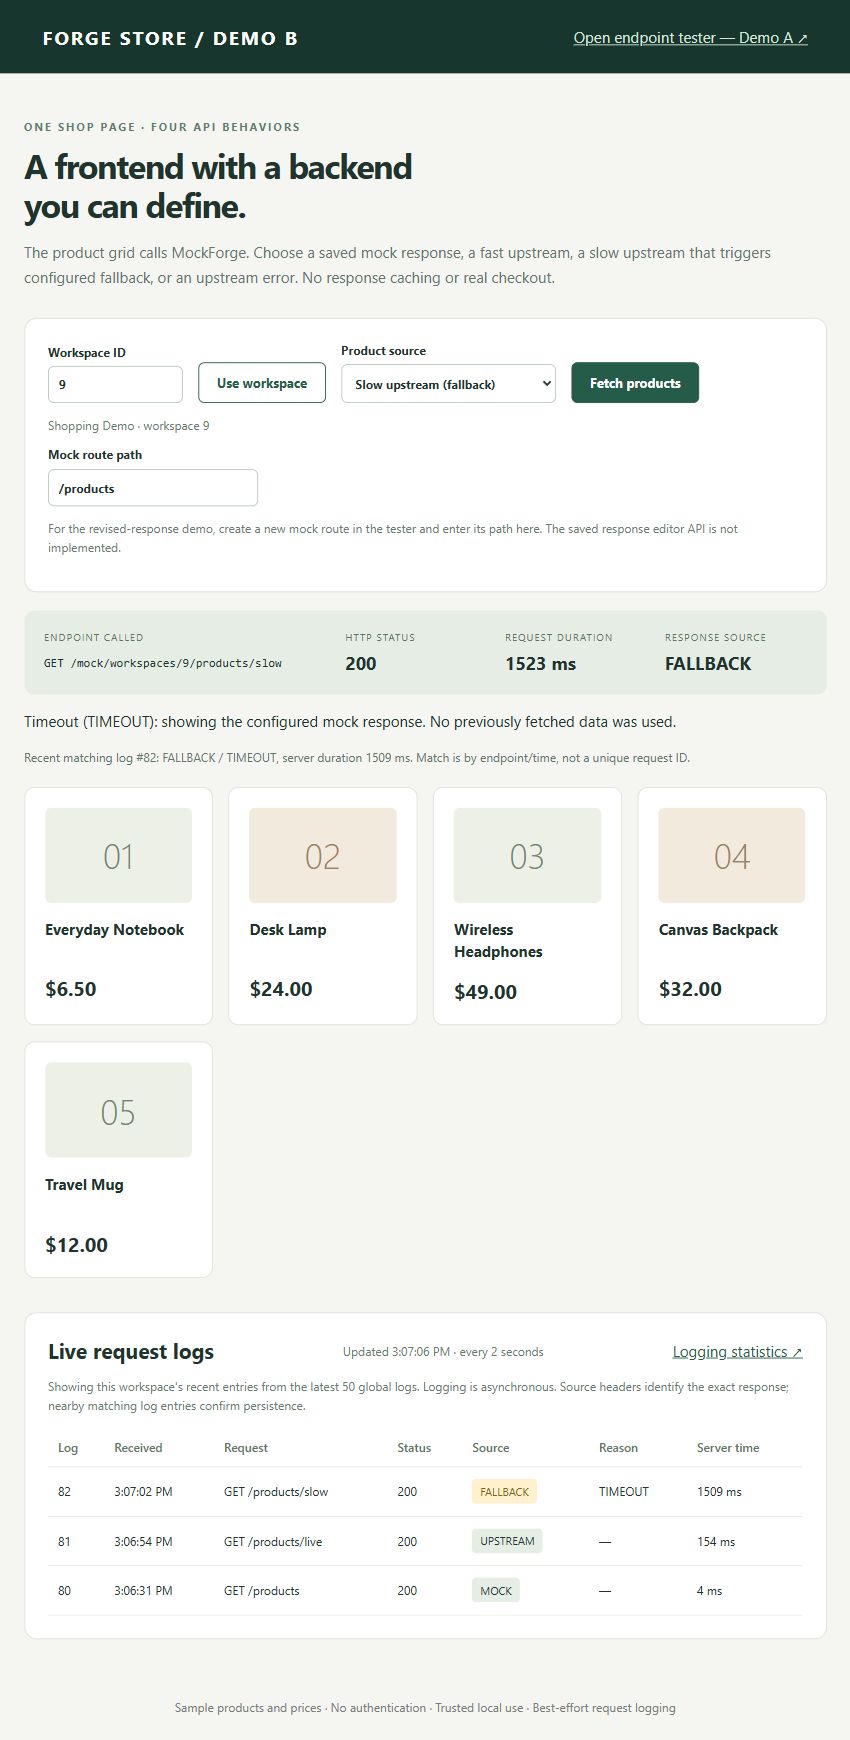 FORGE STORE / DEMO B
Open endpoint tester — Demo A ↗
ONE SHOP PAGE · FOUR API BEHAVIORS
A frontend with a backend
you can define.
The product grid calls MockForge. Choose a saved mock response, a fast upstream, a slow upstream that triggers
configured fallback, or an upstream error. No response caching or real checkout.
Workspace ID
9
Use workspace
Product source
Slow upstream (fallback)
Fetch products
Shopping Demo · workspace 9
Mock route path
/products
For the revised-response demo, create a new mock route in the tester and enter its path here. The saved response editor API is not
implemented.
ENDPOINT CALLED
GET /mock/workspaces/9/products/slow
HTTP STATUS
200
REQUEST DURATION
1523 ms
RESPONSE SOURCE
FALLBACK
Timeout (TIMEOUT): showing the configured mock response. No previously fetched data was used.
Recent matching log #82: FALLBACK / TIMEOUT, server duration 1509 ms. Match is by endpoint/time, not a unique request ID.
01
Everyday Notebook
$6.50
02
Desk Lamp
$24.00
03
Wireless
Headphones
$49.00
04
Canvas Backpack
$32.00
05
Travel Mug
$12.00
Live request logs
Updated 3:07:06 PM · every 2 seconds
Logging statistics ↗
Showing this workspace's recent entries from the latest 50 global logs. Logging is asynchronous. Source headers identify the exact response;
nearby matching log entries confirm persistence.
Log Received Request Status Source Reason Server time
82 3:07:02 PM GET /products/slow 200 FALLBACK TIMEOUT 1509 ms
81 3:06:54 PM GET /products/live 200 UPSTREAM — 154 ms
80 3:06:31 PM GET /products 200 MOCK — 4 ms
Sample products and prices · No authentication · Trusted local use · Best-effort request logging